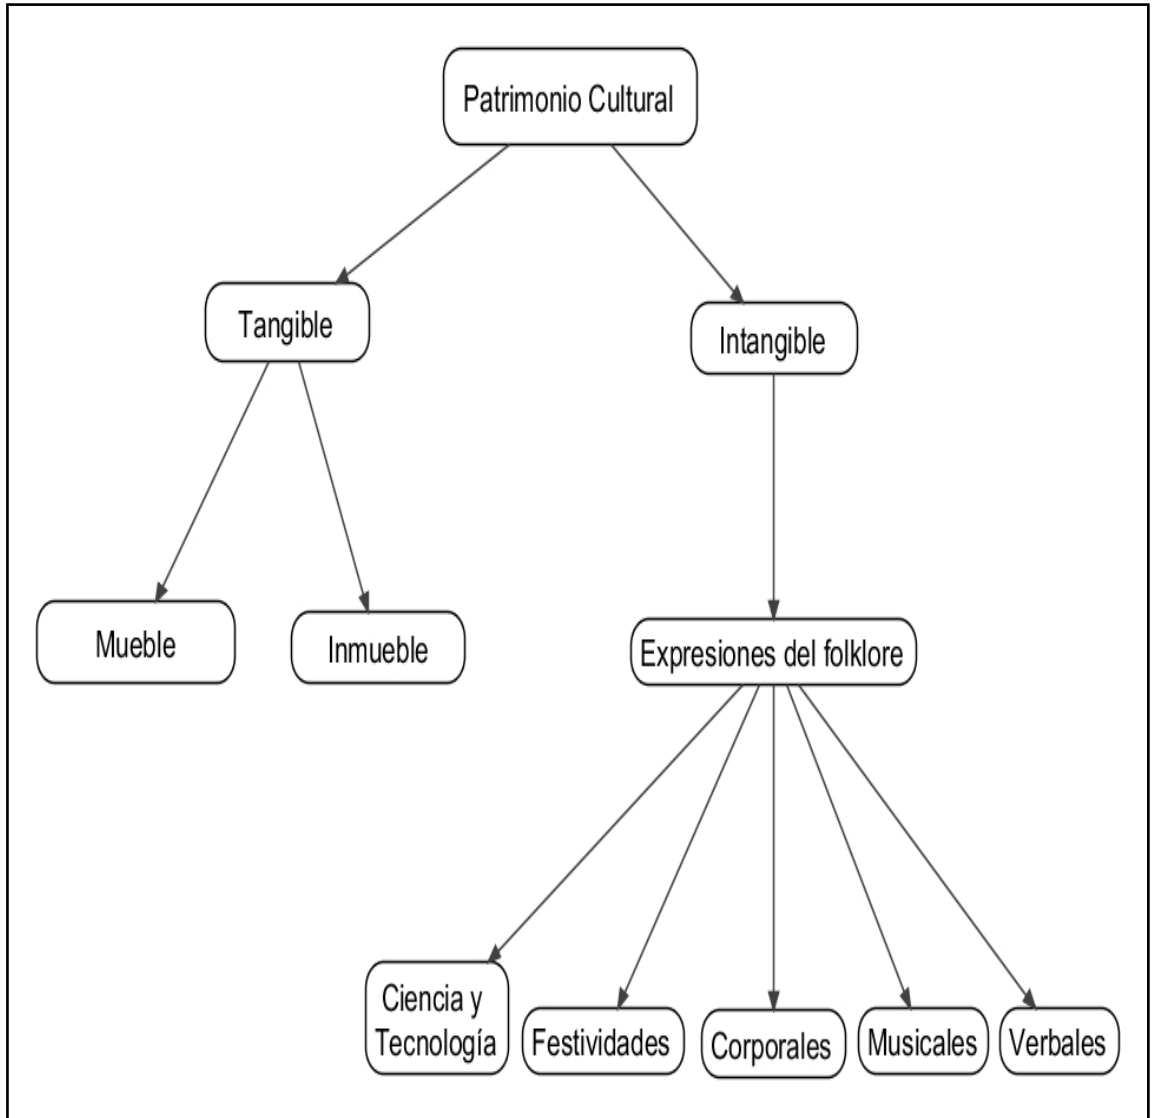 Patrimonio Cultural
Tangible
Intangible
Mueble
Inmueble
Expresiones del folklore
Ciencia y
Tecnología
Festividades
Corporales
Musicales
Verbales